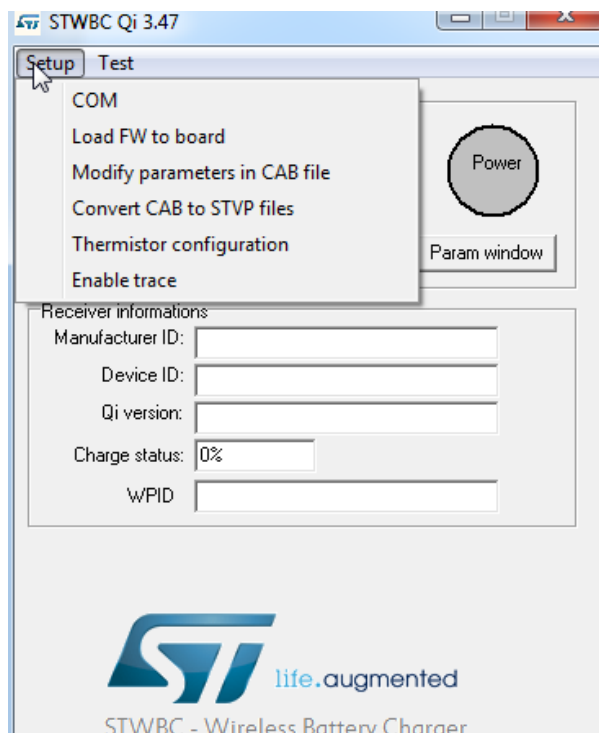 STWBC Qi 3.47
Setup Test
COM
Load FW to board
Modify parameters in CAB file
Convert CAB to STVP files
Thermistor configuration
Enable trace
Power
Param window
Receiver informations
Manufacturer ID:
Device ID:
Qi version:
Charge status: 0%
WPID
ST life.augmented
STWBC - Wireless Battery Charger